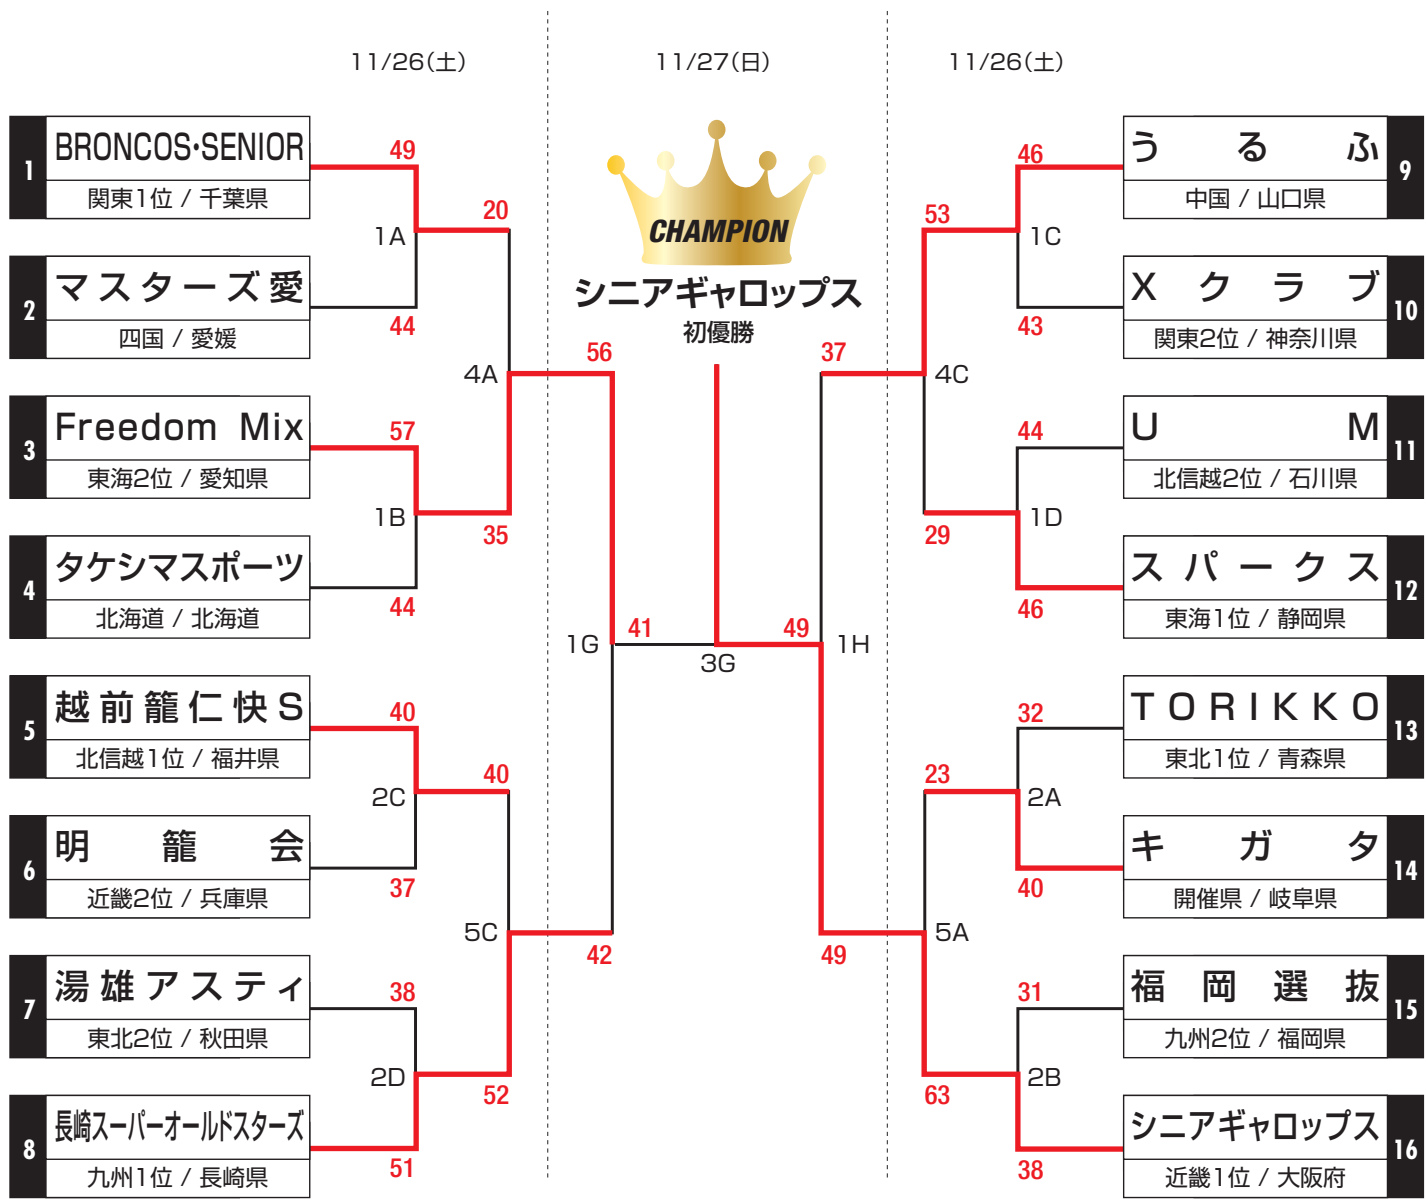 11/26(土)
11/27(日)
11/26(土)
CHAMPION
シニアギャロップス
初優勝
1
BRONCOS・SENIOR
関東1位 / 千葉県
49
1A
20
2
マスターズ愛
四国 / 愛媛
44
4A
56
3
Freedom Mix
東海2位 / 愛知県
57
1B
35
4
タケシマスポーツ
北海道 / 北海道
44
1G
41
3G
5
越前籠仁快S
北信越1位 / 福井県
40
2C
40
6
明籠会
近畿2位 / 兵庫県
37
5C
42
7
湯雄アスティ
東北2位 / 秋田県
38
2D
52
8
長崎スーパーオールドスターズ
九州1位 / 長崎県
51
46
うるふ
中国 / 山口県
9
53
1C
43
Xクラブ
関東2位 / 神奈川県
10
37
4C
44
UM
北信越2位 / 石川県
11
29
1D
46
スパークス
東海1位 / 静岡県
12
49
1H
32
TORIKKO
東北1位 / 青森県
13
23
2A
40
キガタ
開催県 / 岐阜県
14
49
5A
31
福岡選抜
九州2位 / 福岡県
15
63
2B
38
シニアギャロップス
近畿1位 / 大阪府
16